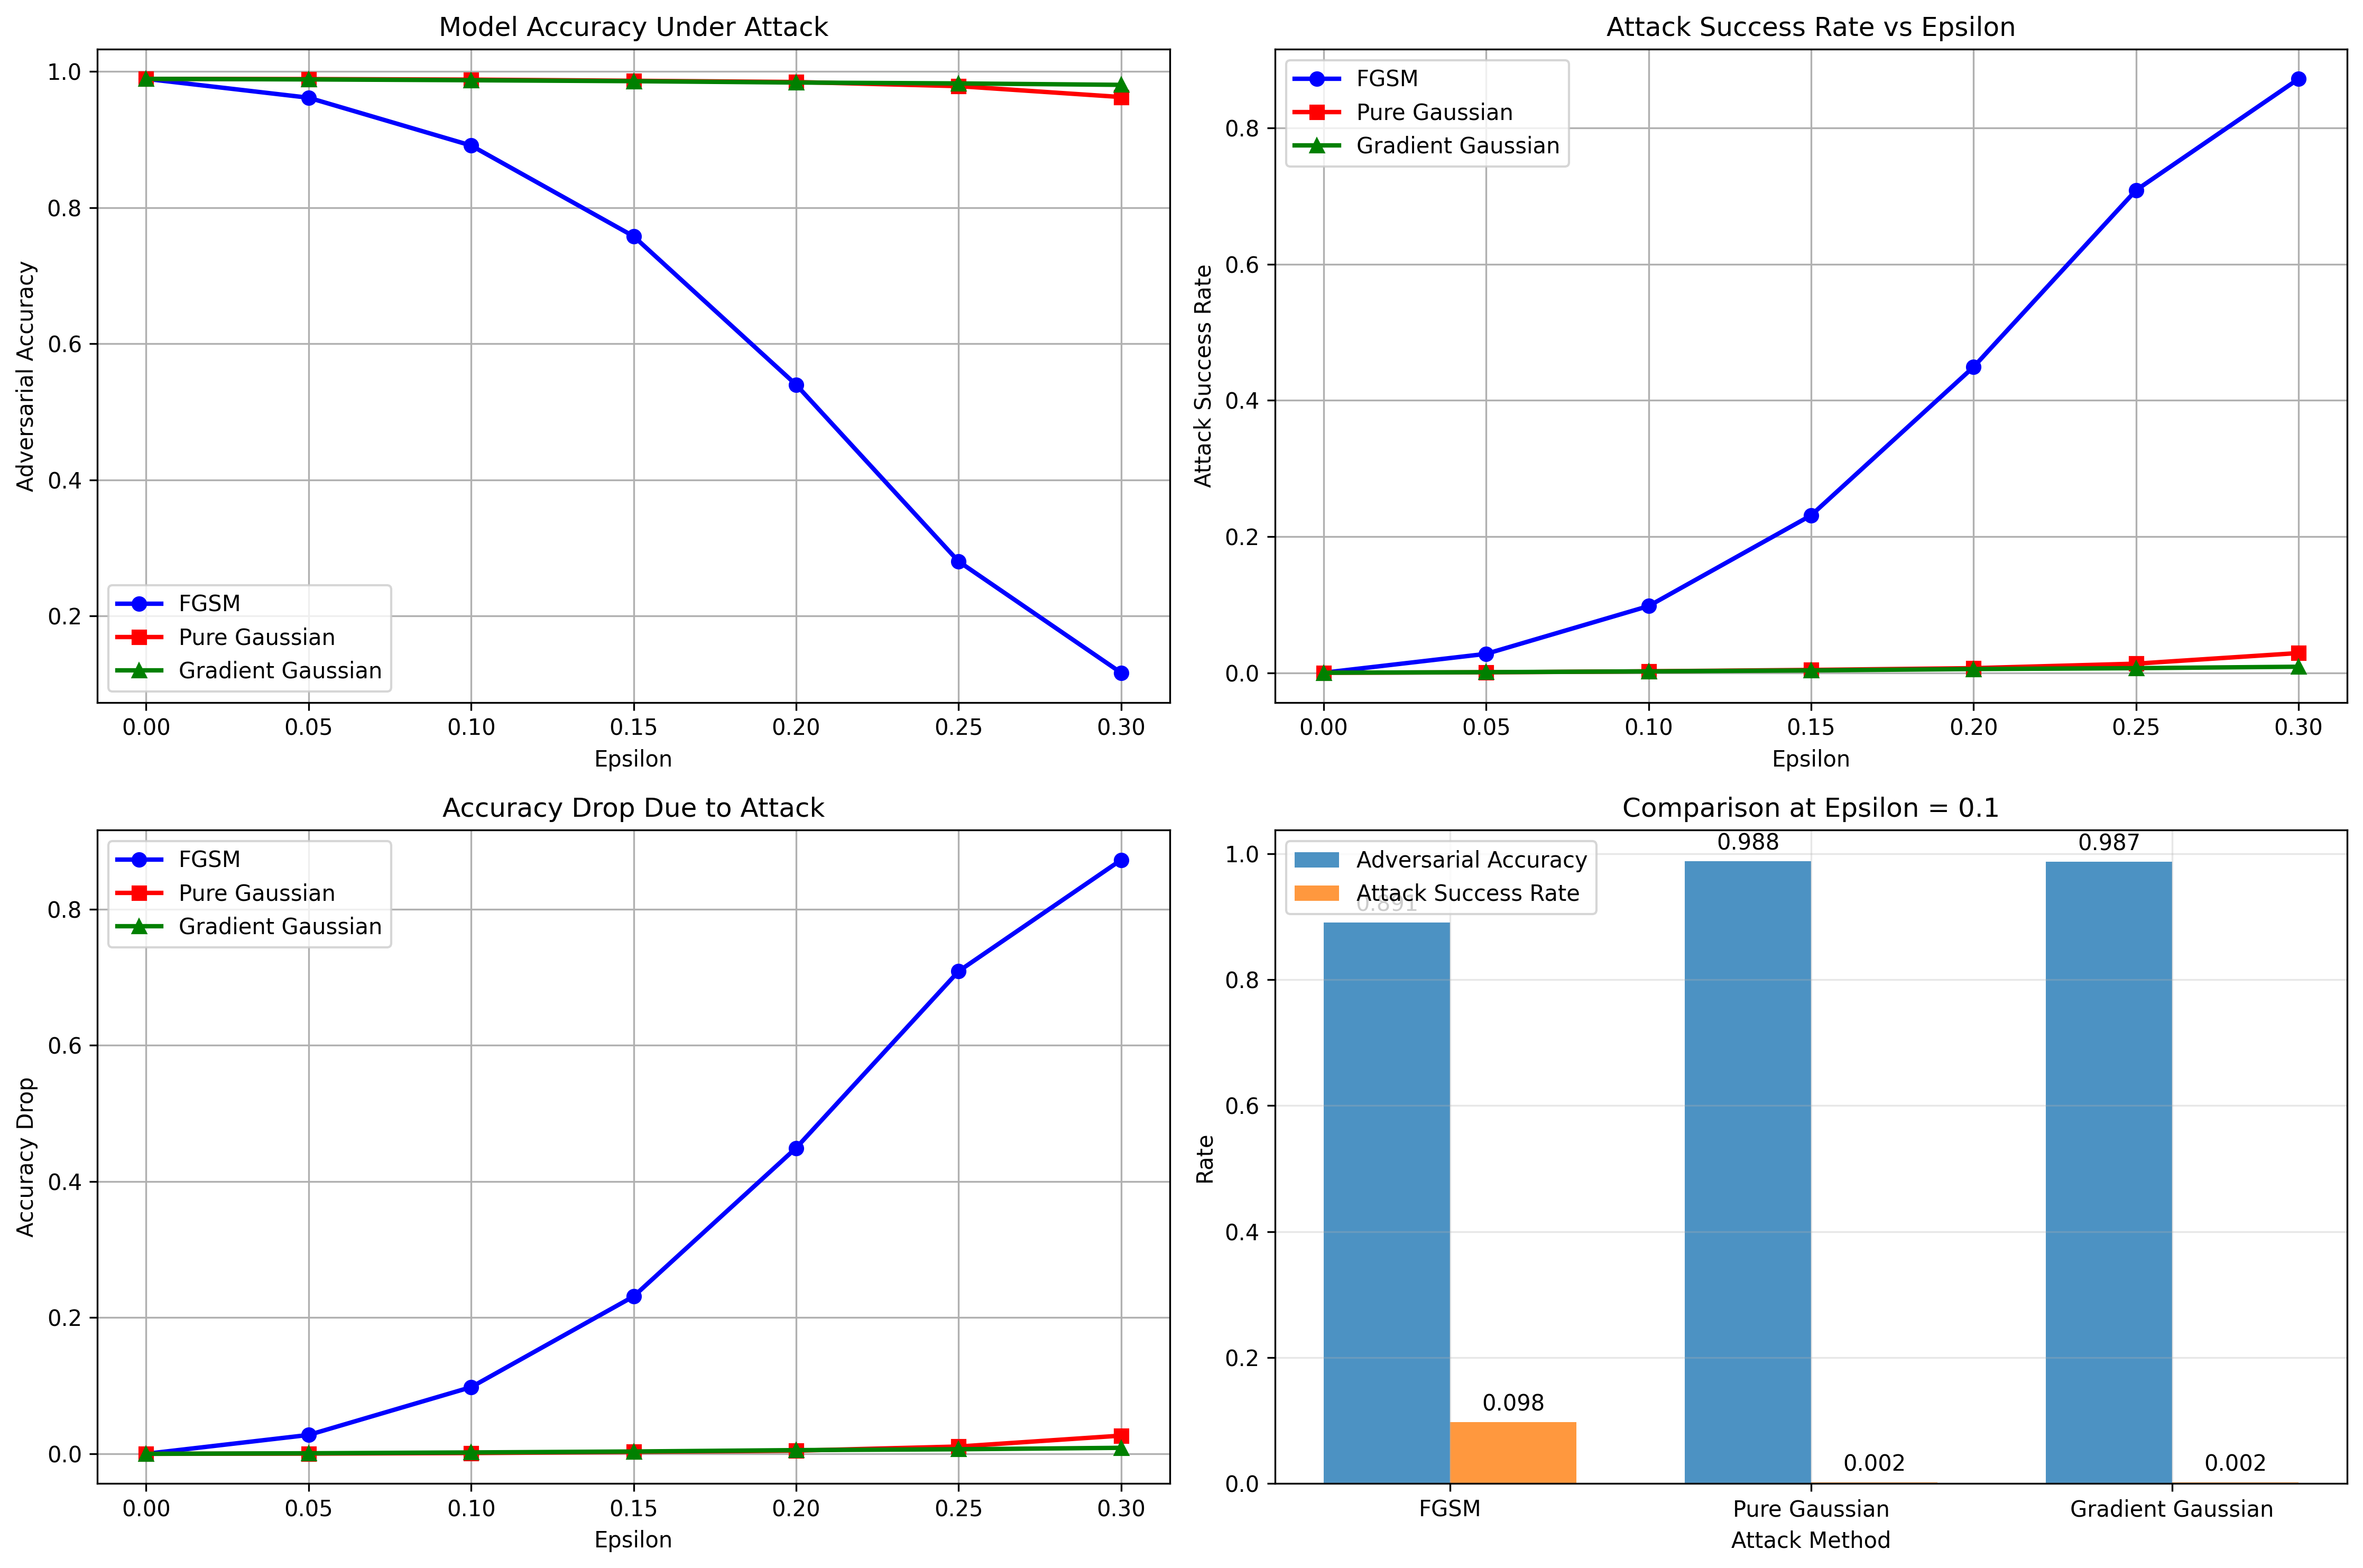 Model Accuracy Under Attack
Adversarial Accuracy
1.0
0.8
0.6
0.4
0.2
FGSM
Pure Gaussian
Gradient Gaussian
0.00 0.05 0.10 0.15 0.20 0.25 0.30
Epsilon
Attack Success Rate vs Epsilon
Attack Success Rate
FGSM
Pure Gaussian
Gradient Gaussian
0.8
0.6
0.4
0.2
0.0
0.00 0.05 0.10 0.15 0.20 0.25 0.30
Epsilon
Accuracy Drop Due to Attack
Accuracy Drop
FGSM
Pure Gaussian
Gradient Gaussian
0.8
0.6
0.4
0.2
0.0
0.00 0.05 0.10 0.15 0.20 0.25 0.30
Epsilon
Comparison at Epsilon = 0.1
Rate
Adversarial Accuracy
Attack Success Rate
1.0
0.8
0.6
0.4
0.2
0.0
0.891
0.988
0.987
0.098
0.002
0.002
FGSM Pure Gaussian Gradient Gaussian
Attack Method